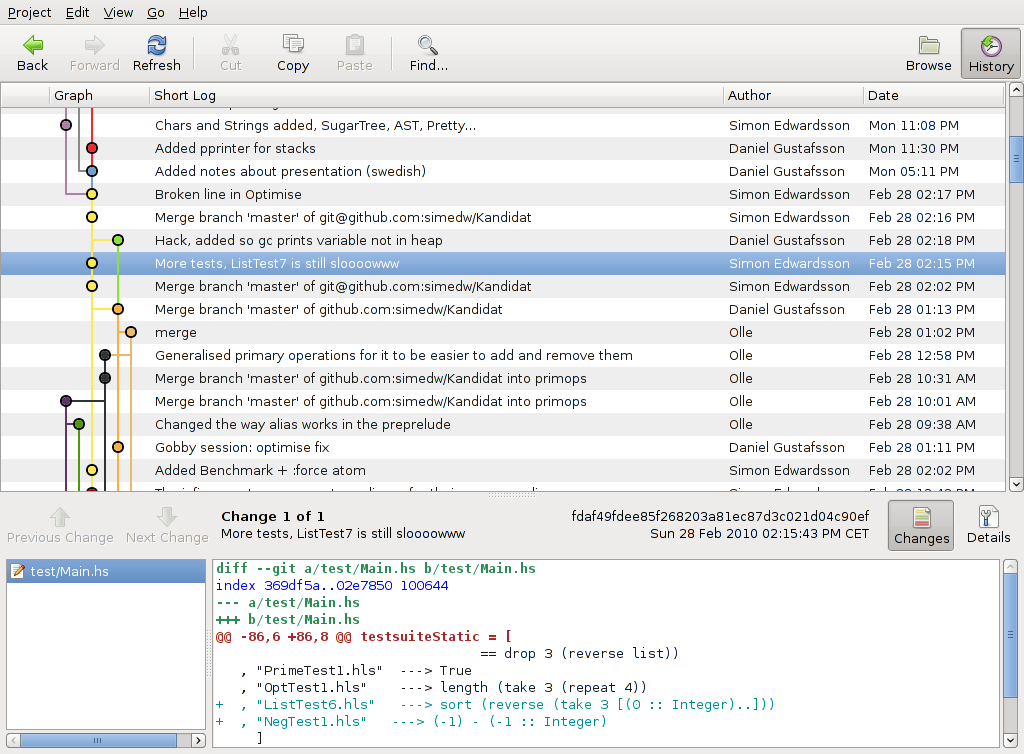 Project Edit View Go Help
Back Forward Refresh Cut Copy Paste Find... Browse History
Graph Short Log Author Date
Chars and Strings added, SugarTree, AST, Pretty... Simon Edwardsson Mon 11:08 PM
Added pprinter for stacks Daniel Gustafsson Mon 11:30 PM
Added notes about presentation (swedish) Daniel Gustafsson Mon 05:11 PM
Broken line in Optimise Simon Edwardsson Feb 28 02:17 PM
Merge branch 'master' of git@github.com:simedw/Kandidat Simon Edwardsson Feb 28 02:16 PM
Hack, added so gc prints variable not in heap Daniel Gustafsson Feb 28 02:18 PM
More tests, ListTest7 is still sloooowww Simon Edwardsson Feb 28 02:15 PM
Merge branch 'master' of git@github.com:simedw/Kandidat Simon Edwardsson Feb 28 02:02 PM
Merge branch 'master' of github.com:simedw/Kandidat Daniel Gustafsson Feb 28 01:13 PM
merge Olle Feb 28 01:02 PM
Generalised primary operations for it to be easier to add and remove them Olle Feb 28 12:58 PM
Merge branch 'master' of github.com:simedw/Kandidat into primops Olle Feb 28 10:31 AM
Merge branch 'master' of github.com:simedw/Kandidat into primops Olle Feb 28 10:01 AM
Changed the way alias works in the preprelude Olle Feb 28 09:38 AM
Gobby session: optimise fix Daniel Gustafsson Feb 28 01:11 PM
Added Benchmark + :force atom Simon Edwardsson Feb 28 02:02 PM
Previous Change Next Change
Change 1 of 1
More tests, ListTest7 is still sloooowww
fdaf49fdee85f268203a81ec87d3c021d04c90ef
Sun 28 Feb 2010 02:15:43 PM CET
Changes Details
test/Main.hs
diff --git a/test/Main.hs b/test/Main.hs
index 369df5a..02e7850 100644
--- a/test/Main.hs
+++ b/test/Main.hs
@@ -86,6 +86,8 @@ testsuiteStatic = [
== drop 3 (reverse list))
, "PrimeTest1.hls" ---> True
, "OptTest1.hls" ---> length (take 3 (repeat 4))
+ , "ListTest6.hls" ---> sort (reverse (take 3 [(0 :: Integer)..]))
+ , "NegTest1.hls" ---> (-1) - (-1 :: Integer)
]